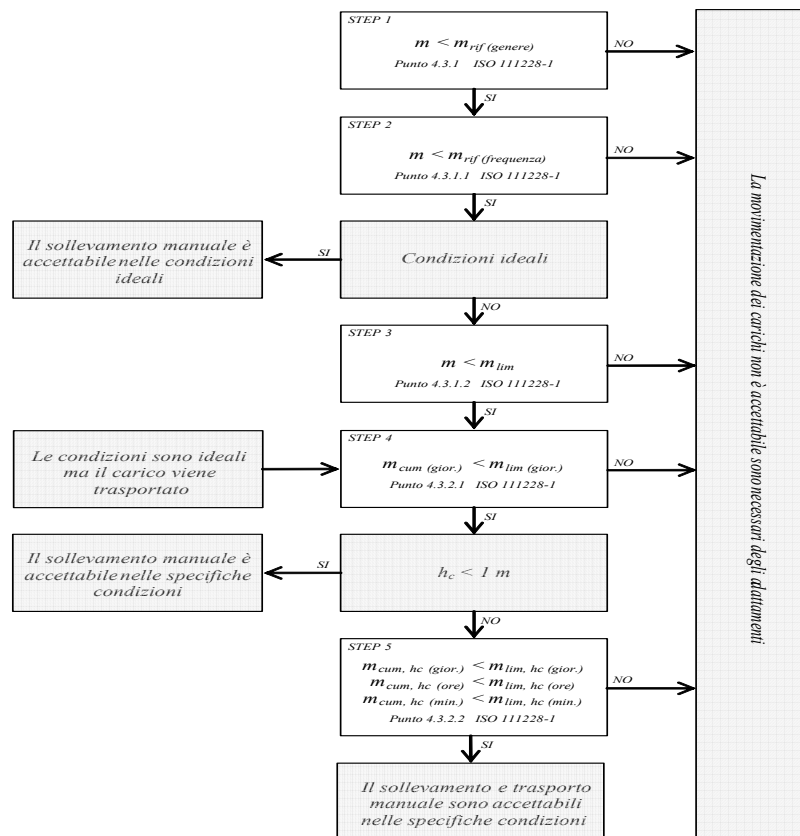 STEP 1
m < m rif (genere)
Punto 4.3.1 ISO 111228-1
NO
SI
STEP 2
m < m rif (frequenza)
Punto 4.3.1.1 ISO 111228-1
NO
SI
Il sollevamento manuale è
accettabile nelle condizioni
ideali
SI
Condizioni ideali
NO
STEP 3
m < m lim
Punto 4.3.1.2 ISO 111228-1
NO
SI
Le condizioni sono ideali
ma il carico viene
trasportato
STEP 4
m cum (gior.) < m lim (gior.)
Punto 4.3.2.1 ISO 111228-1
NO
SI
Il sollevamento manuale è
accettabile nelle specifiche
condizioni
SI
h c < 1 m
NO
STEP 5
m cum, hc (gior.) < m lim, hc (gior.)
m cum, hc (ore) < m lim, hc (ore)
m cum, hc (min.) < m lim, hc (min.)
Punto 4.3.2.2 ISO 111228-1
NO
SI
Il sollevamento e trasporto
manuale sono accettabili
nelle specifiche condizioni
La movimentazione dei carichi non è accettabile sono necessari degli adattamenti